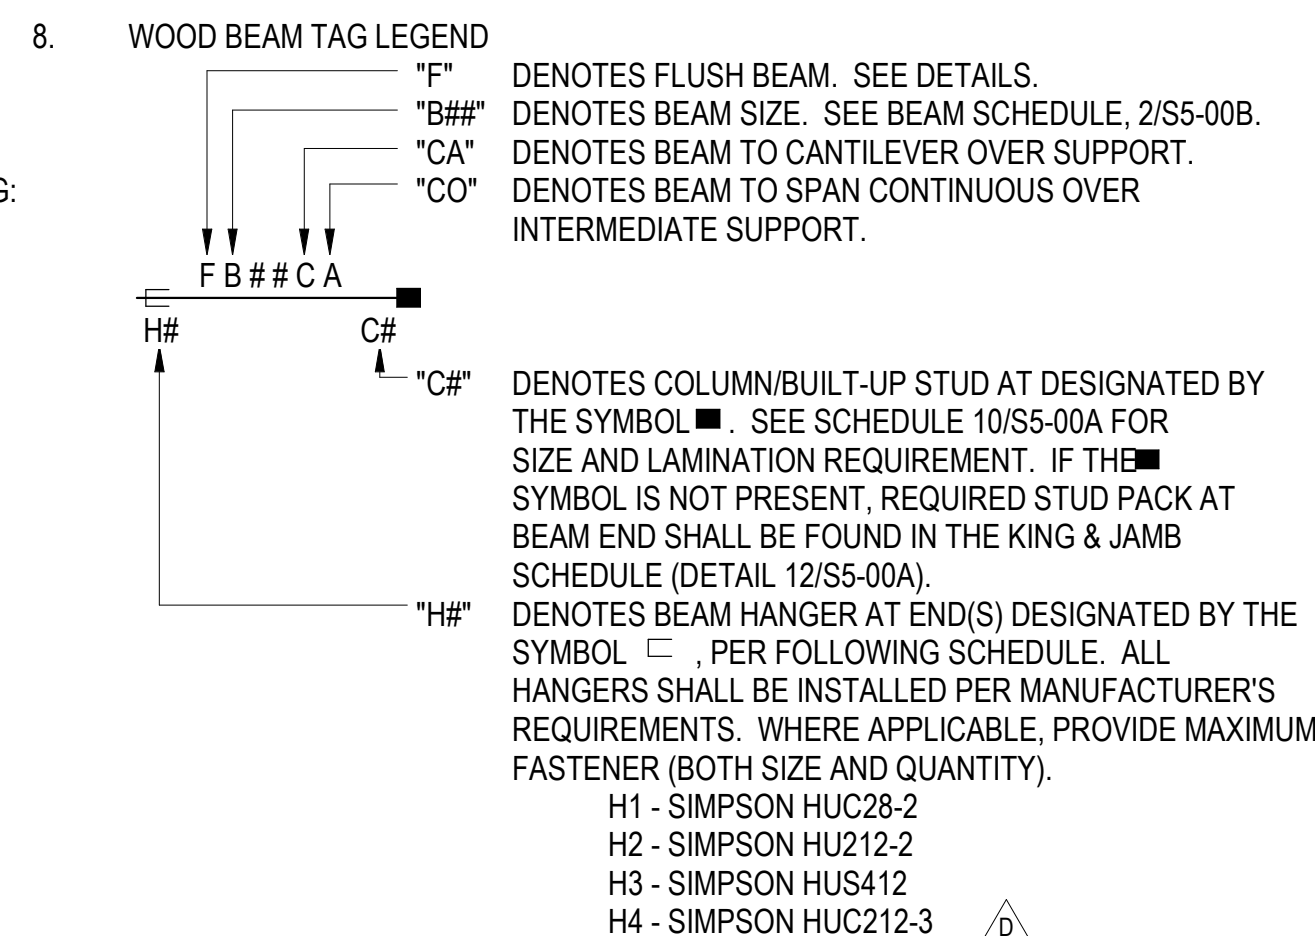 8. WOOD BEAM TAG LEGEND
"F" DENOTES FLUSH BEAM. SEE DETAILS.
"B##" DENOTES BEAM SIZE. SEE BEAM SCHEDULE, 2/S5-00B.
"CA" DENOTES BEAM TO CANTILEVER OVER SUPPORT.
G: "CO" DENOTES BEAM TO SPAN CONTINUOUS OVER
INTERMEDIATE SUPPORT.
F B # # C A
H# C#
"C#" DENOTES COLUMN/BUILT-UP STUD AT DESIGNATED BY
THE SYMBOL ■ . SEE SCHEDULE 10/S5-00A FOR
SIZE AND LAMINATION REQUIREMENT. IF THE ■
SYMBOL IS NOT PRESENT, REQUIRED STUD PACK AT
BEAM END SHALL BE FOUND IN THE KING & JAMB
SCHEDULE (DETAIL 12/S5-00A).
"H#" DENOTES BEAM HANGER AT END(S) DESIGNATED BY THE
SYMBOL , PER FOLLOWING SCHEDULE. ALL
HANGERS SHALL BE INSTALLED PER MANUFACTURER'S
REQUIREMENTS. WHERE APPLICABLE, PROVIDE MAXIMUM
FASTENER (BOTH SIZE AND QUANTITY).
H1 - SIMPSON HUC28-2
H2 - SIMPSON HU212-2
H3 - SIMPSON HUS412
H4 - SIMPSON HUC212-3 D